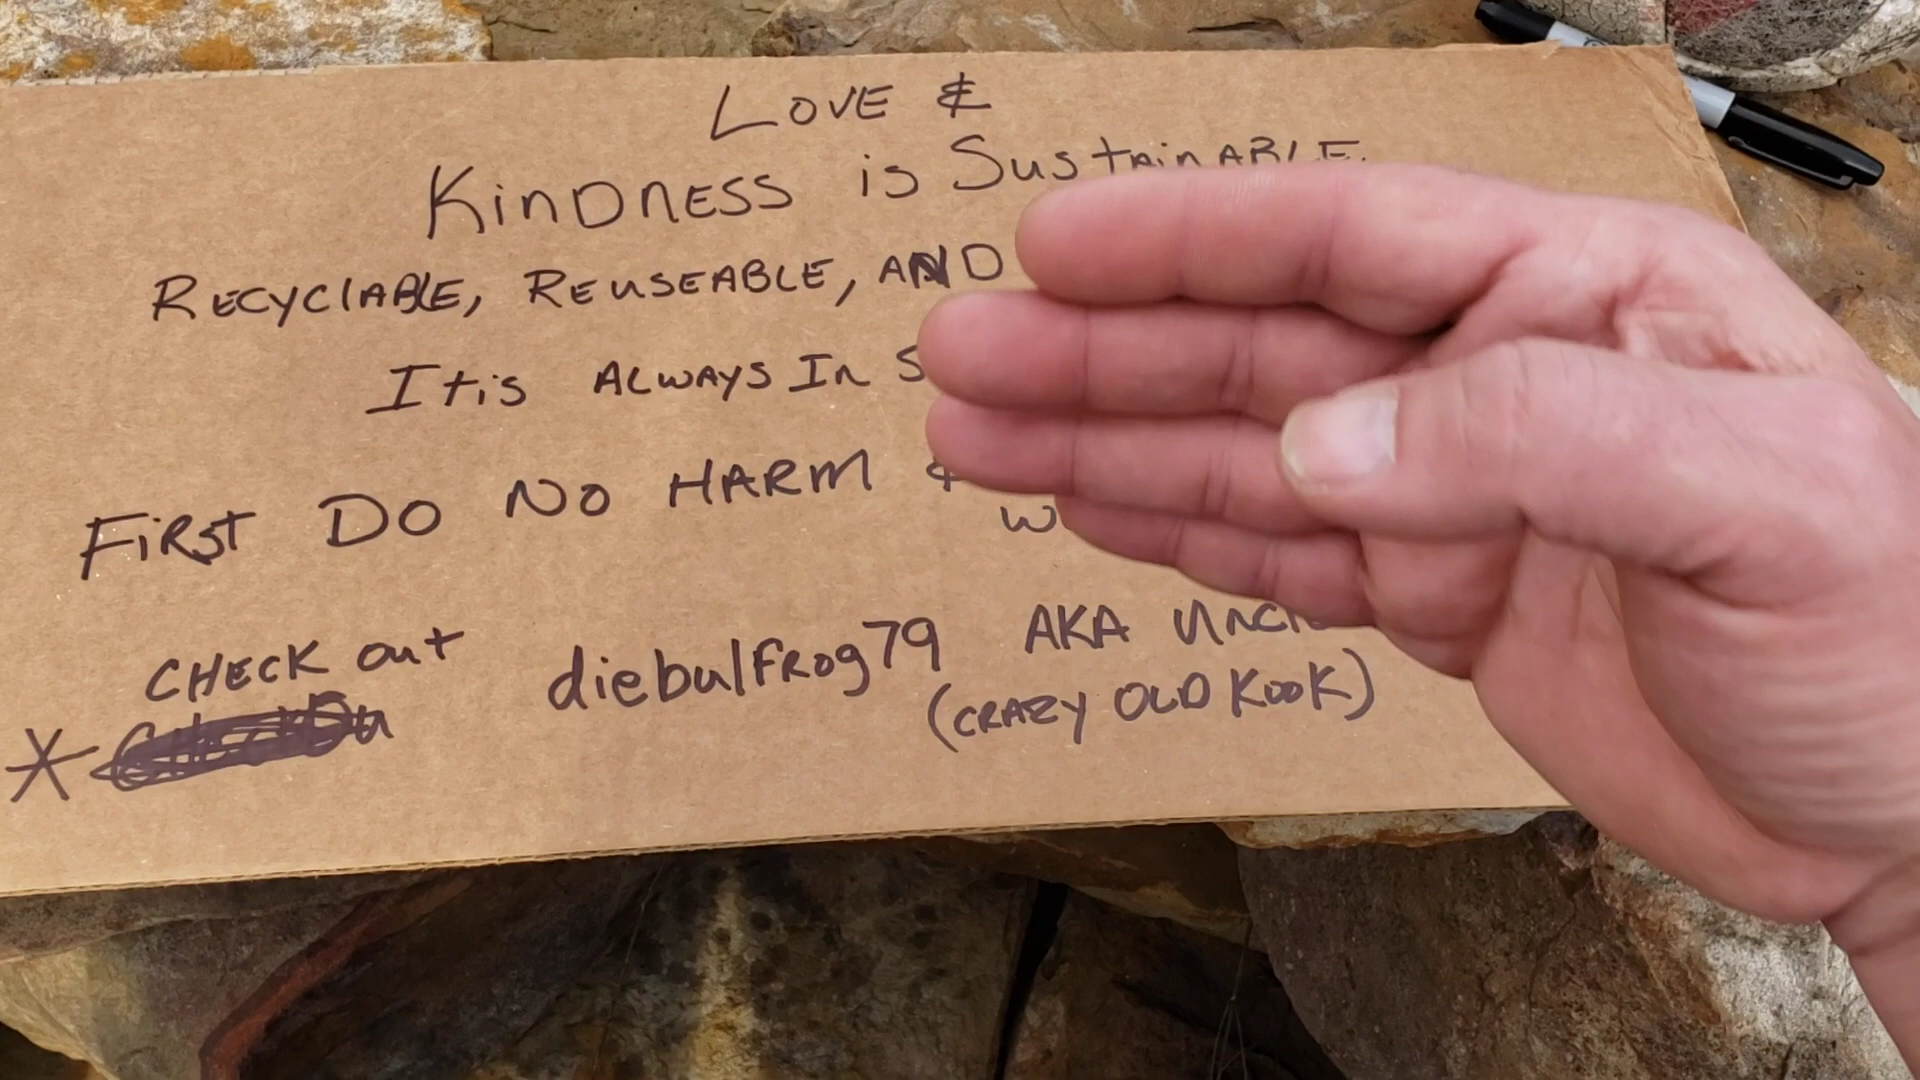 LOVE &
KinDnESS is SustAinABLE,
RECYCLABLE, REUSEABLE, AND
It is ALWAYS In
FiRSt DO NO HARM &
CHECK out diebulfRog79 AKA
* (CRAZY OLD KOOK)